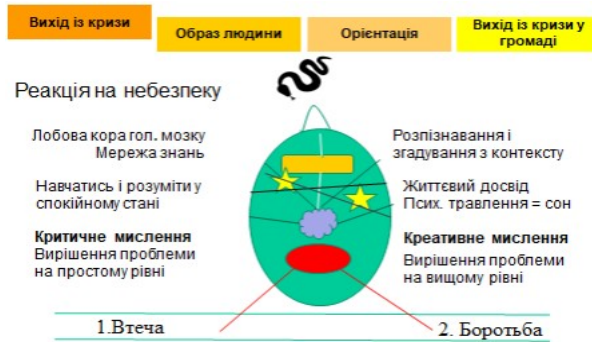 Вихід із кризи
Образ людини
Орієнтація
Вихід із кризи у
громаді
Реакція на небезпеку
Лобова кора гол. мозку
Мережа знань
Навчатись і розуміти у
спокійному стані
Критичне мислення
Вирішення проблеми
на простому рівні
Розпізнавання і
згадування з контексту
Життєвий досвід
Псих. травлення = сон
Креативне мислення
Вирішення проблеми
на вищому рівні
1.Втеча
2. Боротьба